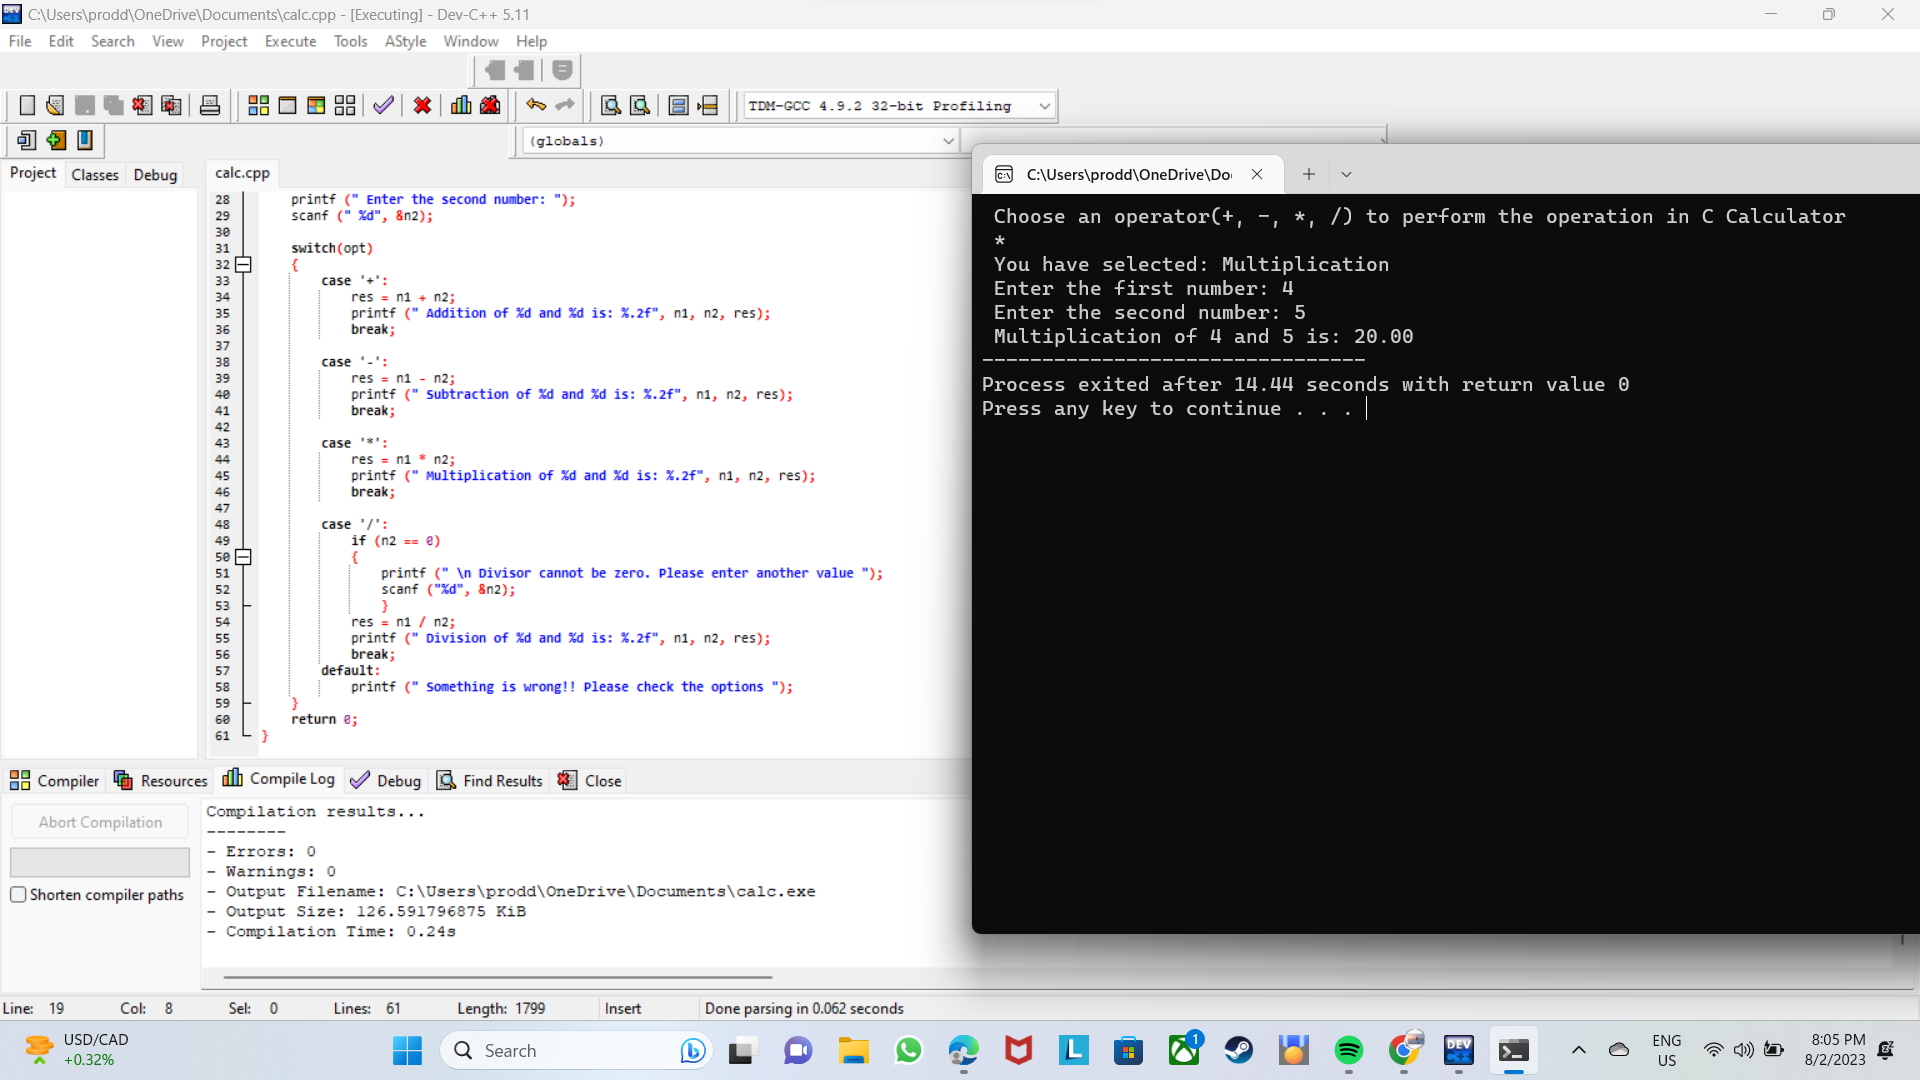 C:\Users\prodd\OneDrive\Documents\calc.cpp - [Executing] - Dev-C++ 5.11
File Edit Search View Project Execute Tools AStyle Window Help
TDM-GCC 4.9.2 32-bit Profiling
(globals)
Project Classes Debug
calc.cpp
28 printf (" Enter the second number: ");
29 scanf (" %d", &n2);
30
31 switch(opt)
32 {
33 case '+':
34 res = n1 + n2;
35 printf (" Addition of %d and %d is: %.2f", n1, n2, res);
36 break;
37
38 case '-':
39 res = n1 - n2;
40 printf (" Subtraction of %d and %d is: %.2f", n1, n2, res);
41 break;
42
43 case '*':
44 res = n1 * n2;
45 printf (" Multiplication of %d and %d is: %.2f", n1, n2, res);
46 break;
47
48 case '/':
49 if (n2 == 0)
50 {
51 printf (" \n Divisor cannot be zero. Please enter another value ");
52 scanf ("%d", &n2);
53 }
54 res = n1 / n2;
55 printf (" Division of %d and %d is: %.2f", n1, n2, res);
56 break;
57 default:
58 printf (" Something is wrong!! Please check the options ");
59 }
60 return 0;
61 }
C:\Users\prodd\OneDrive\Do
Choose an operator(+, -, *, /) to perform the operation in C Calculator
*
You have selected: Multiplication
Enter the first number: 4
Enter the second number: 5
Multiplication of 4 and 5 is: 20.00
--------------------------------
Process exited after 14.44 seconds with return value 0
Press any key to continue . . .
Compiler Resources Compile Log Debug Find Results Close
Abort Compilation
Shorten compiler paths
Compilation results...
--------
- Errors: 0
- Warnings: 0
- Output Filename: C:\Users\prodd\OneDrive\Documents\calc.exe
- Output Size: 126.591796875 KiB
- Compilation Time: 0.24s
Line: 19 Col: 8 Sel: 0 Lines: 61 Length: 1799 Insert Done parsing in 0.062 seconds
USD/CAD
+0.32%
Search
1
DEV
C++
ENG
US
8:05 PM
8/2/2023